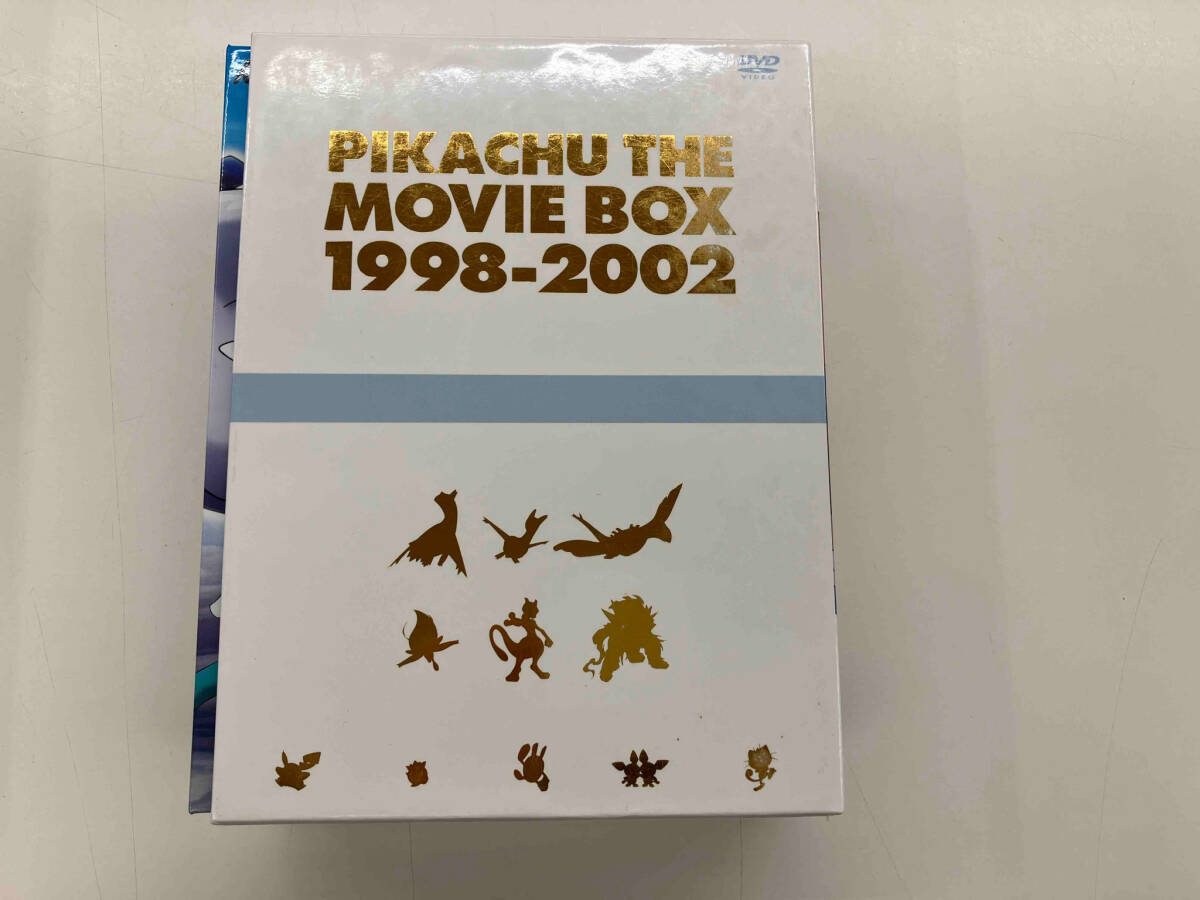 DVD
VIDEO
PIKACHU THE
MOVIE BOX
1998-2002